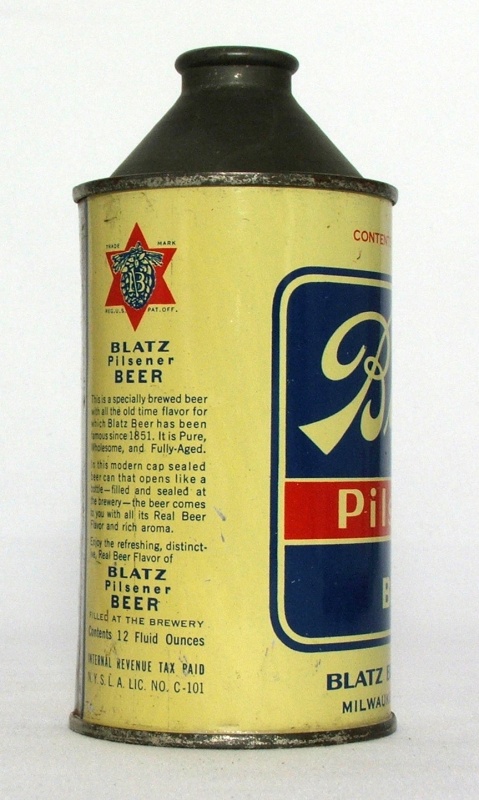 TRADE MARK
B
REG. U.S. PAT. OFF.
BLATZ
Pilsener
BEER
This is a specially brewed beer
with all the old time flavor for
which Blatz Beer has been
famous since 1851. It is Pure,
Wholesome, and Fully-Aged.
In this modern cap sealed
beer can that opens like a
bottle—filled and sealed at
the brewery—the beer comes
to you with all its Real Beer
Flavor and rich aroma.
Enjoy the refreshing, distinct-
ive, Real Beer Flavor of
BLATZ
Pilsener
BEER
FILLED AT THE BREWERY
Contents 12 Fluid Ounces
INTERNAL REVENUE TAX PAID
N.Y.S.L.A. LIC. NO. C-101
CONTENT
Bl
Pils
B
BLATZ B
MILWAUK